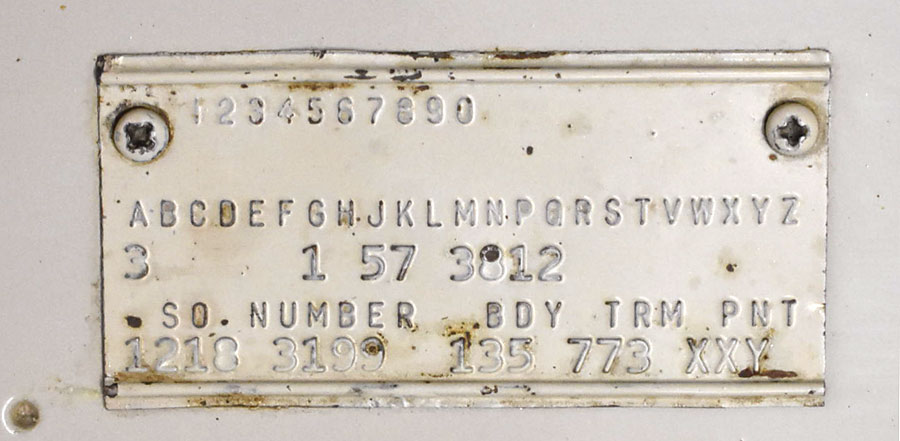 1234567890
ABCDEFGHJKLMNPQRSTVWXYZ
3 1 57 3812
SO. NUMBER BDY TRM PNT
1218 3199 135 773 XXY